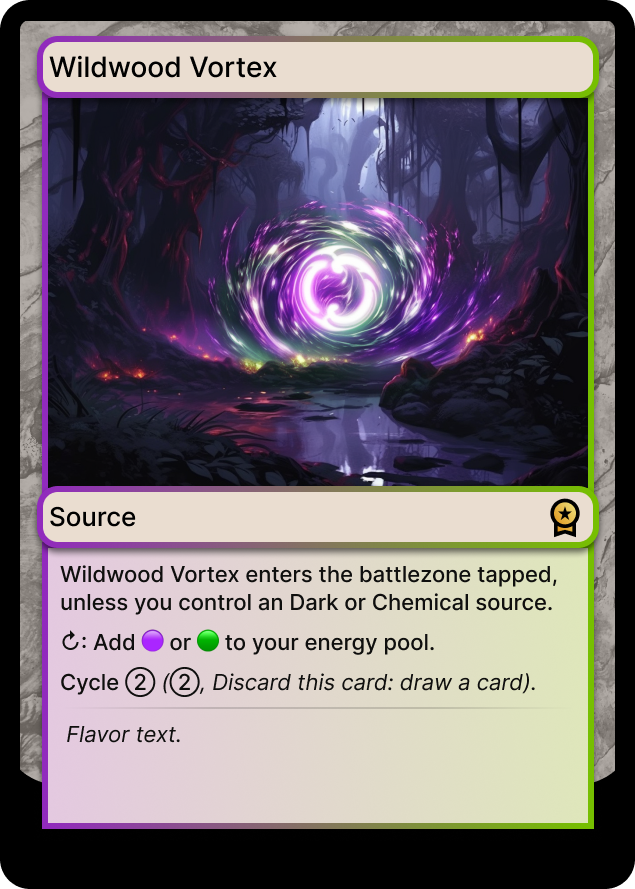 Wildwood Vortex
Source
Wildwood Vortex enters the battlezone tapped,
unless you control an Dark or Chemical source.
↻: Add 🟣 or 🟢 to your energy pool.
Cycle ② (②, Discard this card: draw a card).
Flavor text.